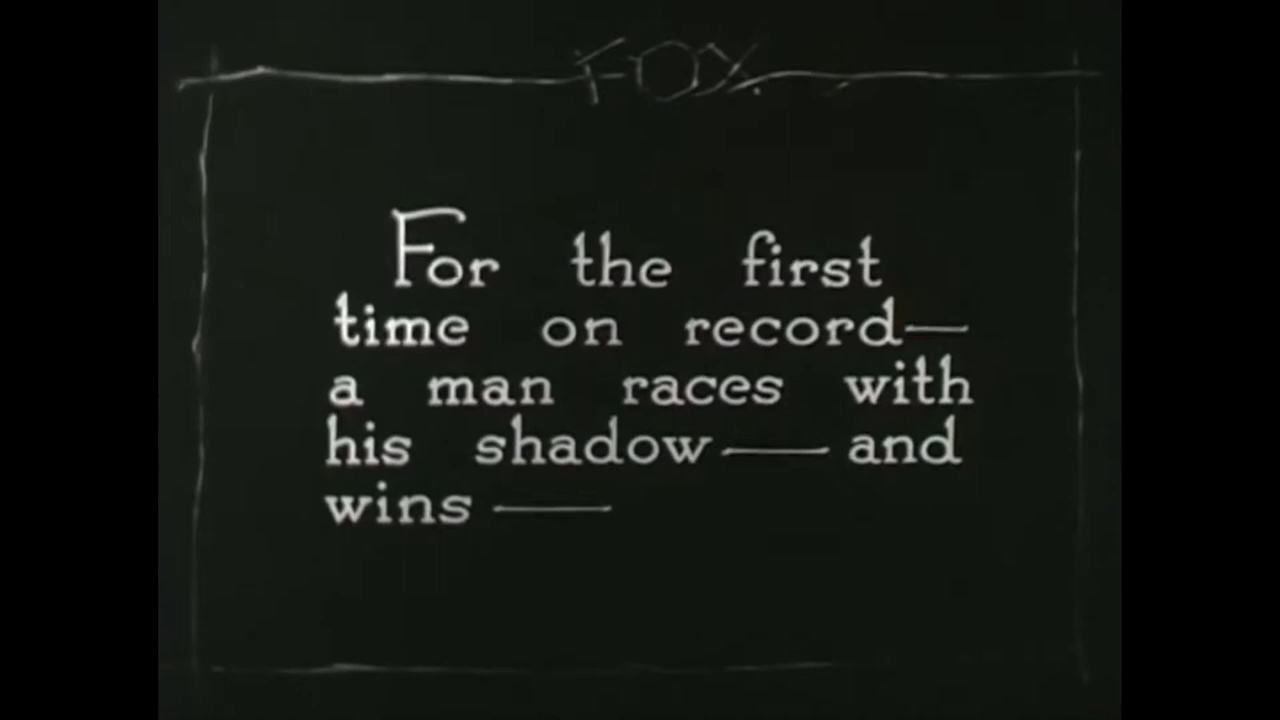 FOX
For the first
time on record—
a man races with
his shadow — and
wins —